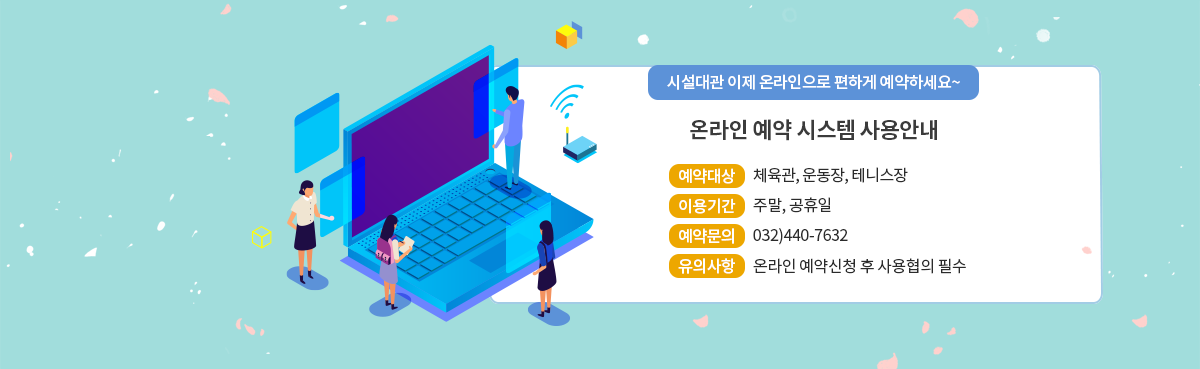 시설대관 이제 온라인으로 편하게 예약하세요~
온라인 예약 시스템 사용안내
예약대상 체육관, 운동장, 테니스장
이용기간 주말, 공휴일
예약문의 032)440-7632
유의사항 온라인 예약신청 후 사용협의 필수